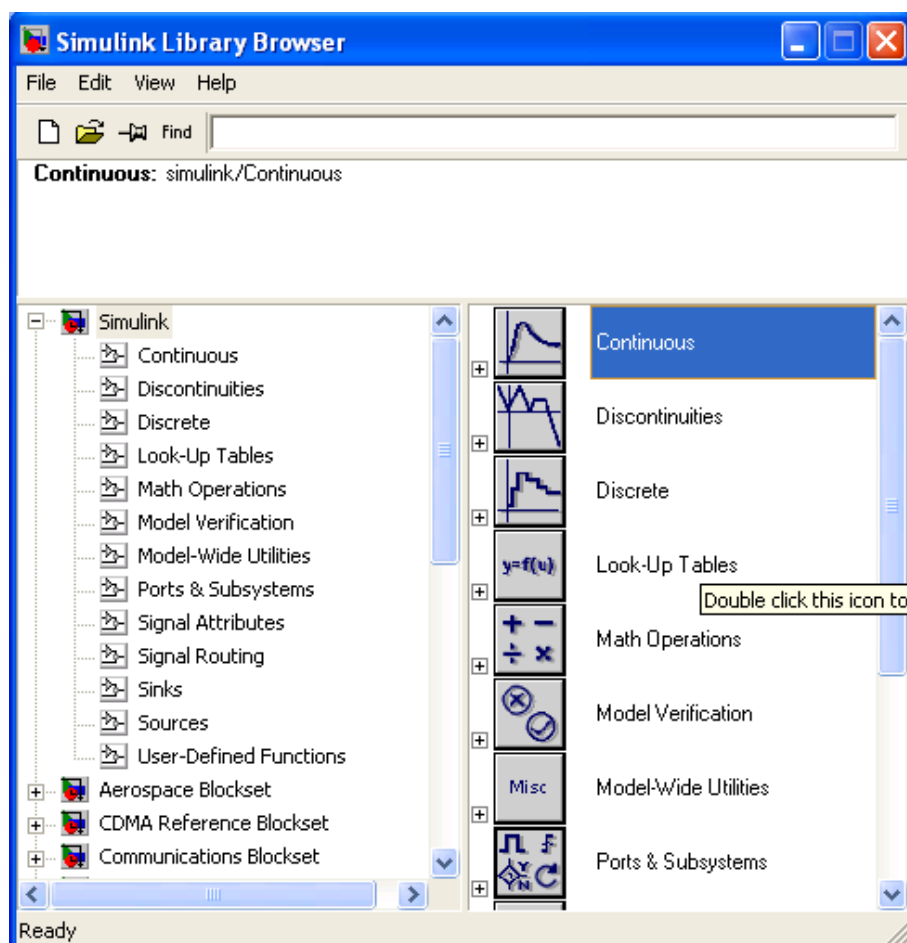 Simulink Library Browser
File Edit View Help
Find
Continuous: simulink/Continuous
Simulink
Continuous
Discontinuities
Discrete
Look-Up Tables
Math Operations
Model Verification
Model-Wide Utilities
Ports & Subsystems
Signal Attributes
Signal Routing
Sinks
Sources
User-Defined Functions
Aerospace Blockset
CDMA Reference Blockset
Communications Blockset
Continuous
Discontinuities
Discrete
y=f(u)
Look-Up Tables
Double click this icon to
+ −
÷ ×
Math Operations
Model Verification
Misc
Model-Wide Utilities
Y
N
Ports & Subsystems
Ready